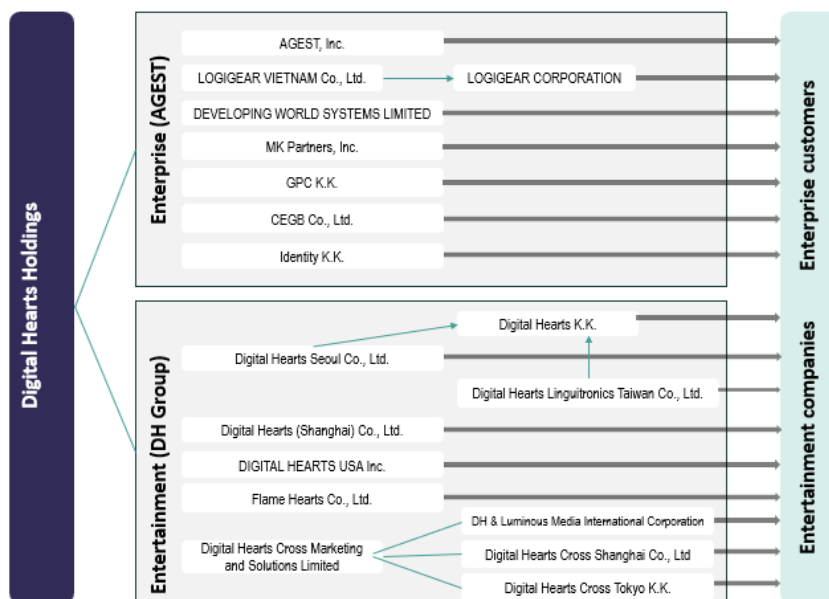 Digital Hearts Holdings
Enterprise (AGEST)
AGEST, Inc.
LOGIGEAR VIETNAM Co., Ltd.
LOGIGEAR CORPORATION
DEVELOPING WORLD SYSTEMS LIMITED
MK Partners, Inc.
GPC K.K.
CEGB Co., Ltd.
Identity K.K.
Enterprise customers
Entertainment (DH Group)
Digital Hearts K.K.
Digital Hearts Seoul Co., Ltd.
Digital Hearts Linguitronics Taiwan Co., Ltd.
Digital Hearts (Shanghai) Co., Ltd.
DIGITAL HEARTS USA Inc.
Flame Hearts Co., Ltd.
DH & Luminous Media International Corporation
Digital Hearts Cross Marketing
and Solutions Limited
Digital Hearts Cross Shanghai Co., Ltd
Digital Hearts Cross Tokyo K.K.
Entertainment companies